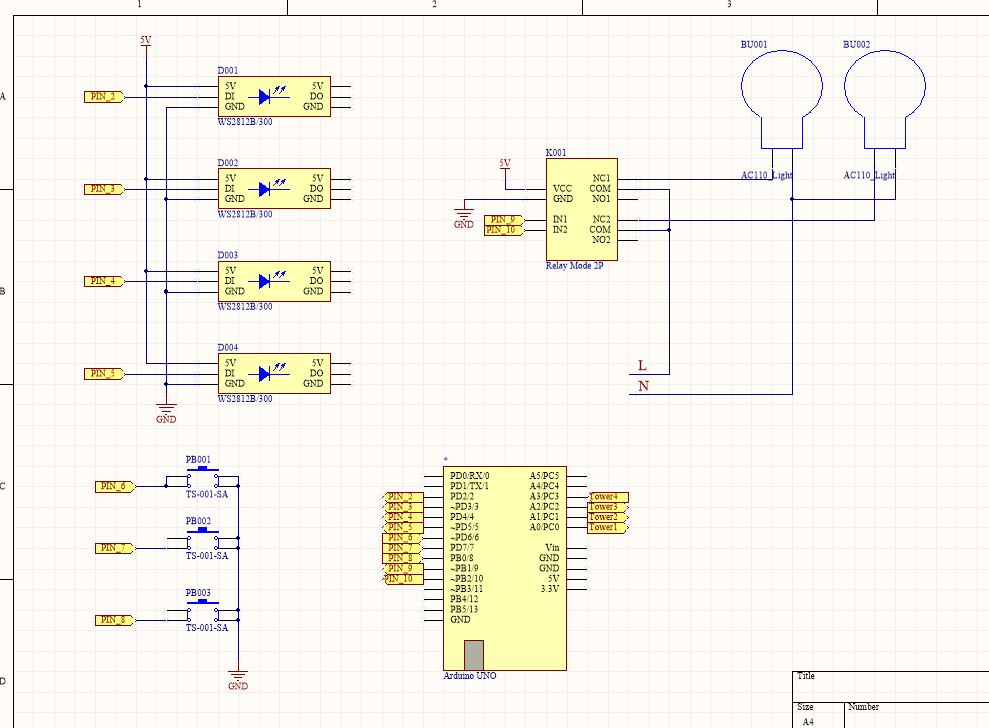 1 2 3
A
B
C
D
5V
D001
PIN_2
5V 5V
DI DO
GND GND
WS2812B/300
D002
PIN_3
5V 5V
DI DO
GND GND
WS2812B/300
D003
PIN_4
5V 5V
DI DO
GND GND
WS2812B/300
D004
PIN_5
5V 5V
DI DO
GND GND
WS2812B/300
GND
BU001 BU002
AC110_Light AC110_Light
K001
5V
GND
PIN_9
PIN_10
NC1
VCC COM
GND NO1
IN1 NC2
IN2 COM
NO2
Relay Mode 2P
L
N
PB001
PIN_6
TS-001-SA
PB002
PIN_7
TS-001-SA
PB003
PIN_8
TS-001-SA
GND
*
PD0/RX/0 A5/PC5
PD1/TX/1 A4/PC4
PIN_2 PD2/2 A3/PC3 Tower4
PIN_3 ~PD3/3 A2/PC2 Tower3
PIN_4 PD4/4 A1/PC1 Tower2
PIN_5 ~PD5/5 A0/PC0 Tower1
PIN_6 ~PD6/6
PIN_7 PD7/7 Vin
PIN_8 PB0/8 GND
PIN_9 ~PB1/9 GND
PIN_10 ~PB2/10 5V
~PB3/11 3.3V
PB4/12
PB5/13
GND
Arduino UNO
Title
Size Number
A4